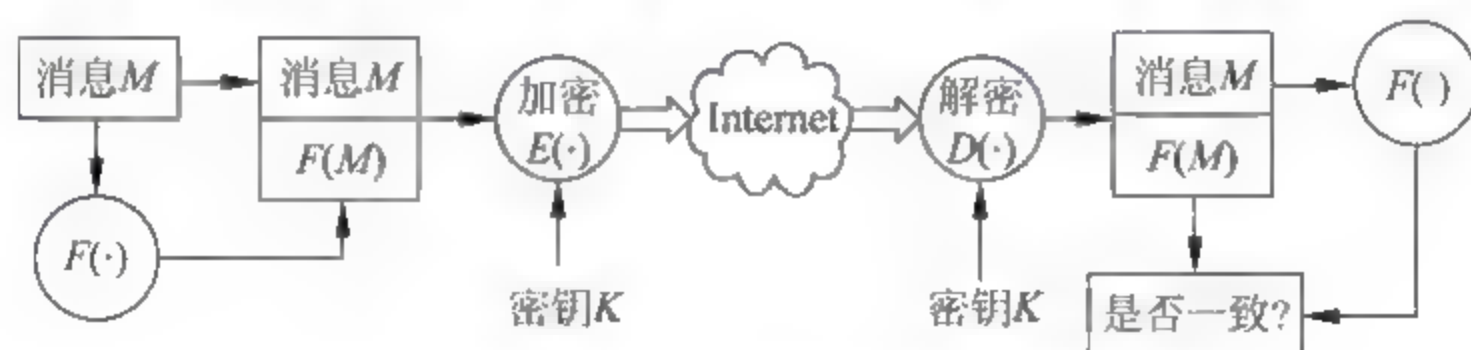 消息M
F(·)
消息M
F(M)
加密
E(·)
密钥K
Internet
解密
D(·)
密钥K
消息M
F(M)
F( )
是否一致?